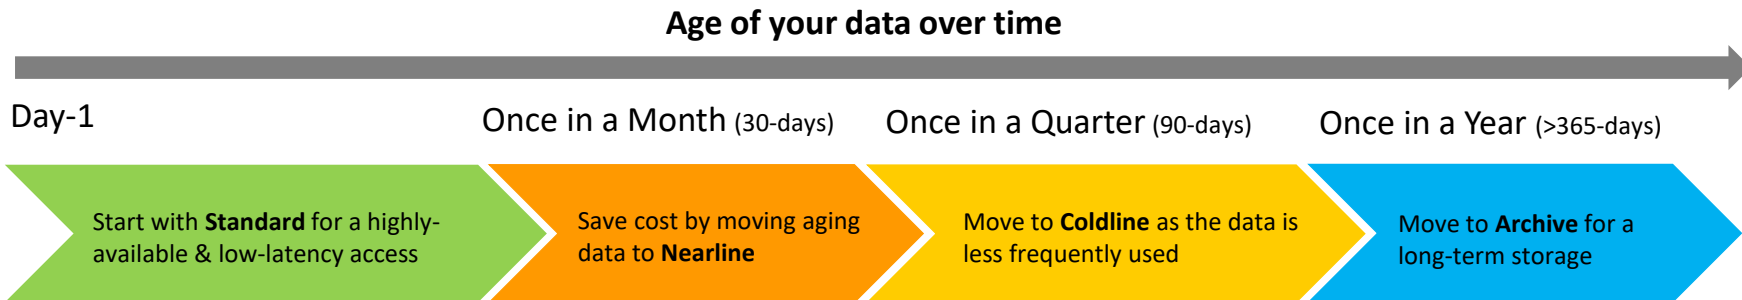 Age of your data over time
Day-1
Once in a Month (30-days)
Once in a Quarter (90-days)
Once in a Year (>365-days)
Start with Standard for a highly-
available & low-latency access
Save cost by moving aging
data to Nearline
Move to Coldline as the data is
less frequently used
Move to Archive for a
long-term storage